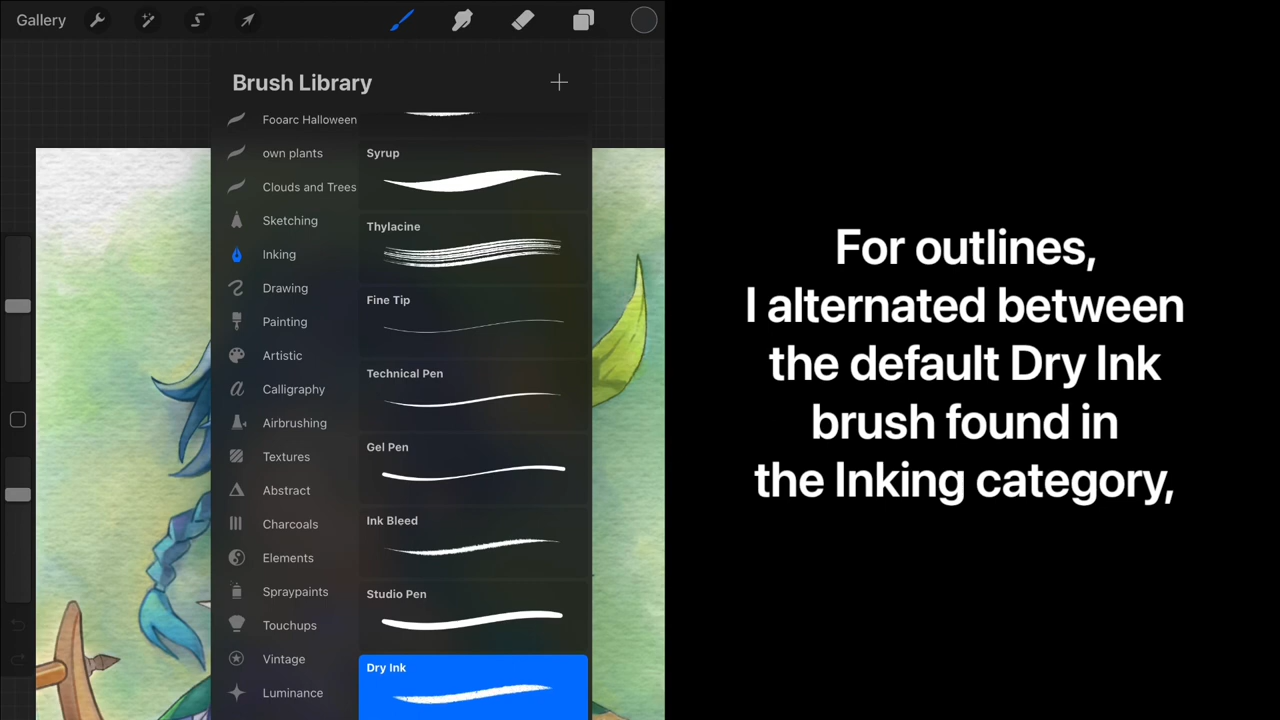 Gallery
Brush Library
Fooarc Halloween
own plants
Clouds and Trees
Sketching
Inking
Drawing
Painting
Artistic
Calligraphy
Airbrushing
Textures
Abstract
Charcoals
Elements
Spraypaints
Touchups
Vintage
Luminance
Syrup
Thylacine
Fine Tip
Technical Pen
Gel Pen
Ink Bleed
Studio Pen
Dry Ink
For outlines,
I alternated between
the default Dry Ink
brush found in
the Inking category,